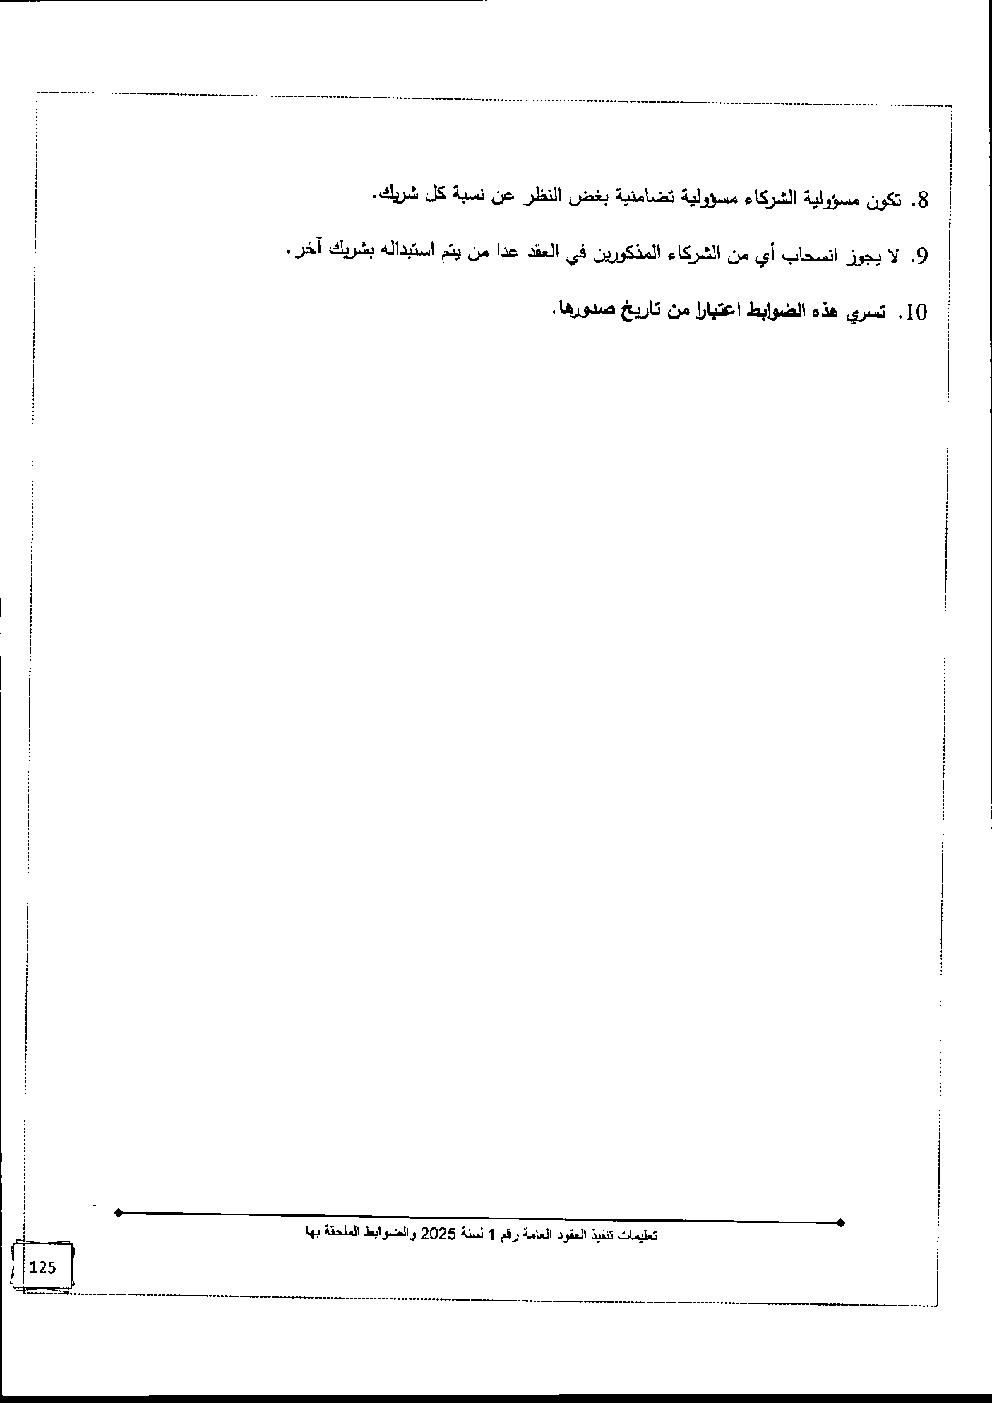 8. تكون مسؤولية الشركاء مسؤولية تضامنية بغض النظر عن نسبة كل شريك.
9. لا يجوز انسحاب أي من الشركاء المذكورين في العقد عدا من يتم استبداله بشريك آخر.
10. تسري هذه الضوابط اعتبارا من تاريخ صدورها.
تعليمات تنفيذ العقود العامة رقم 1 لسنة 2025 والضوابط الملحقة بها
125